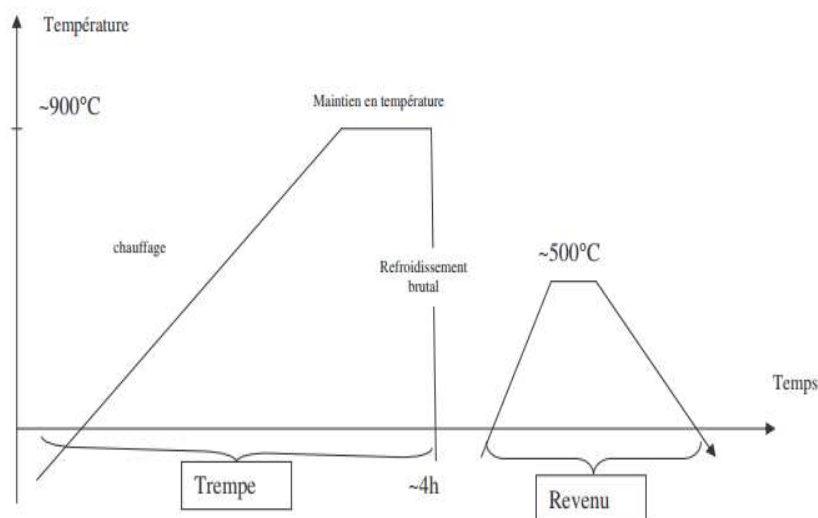 Température
Maintien en température
~900°C
chauffage
~500°C
Refroidissement
brutal
Temps
Trempe
~4h
Revenu